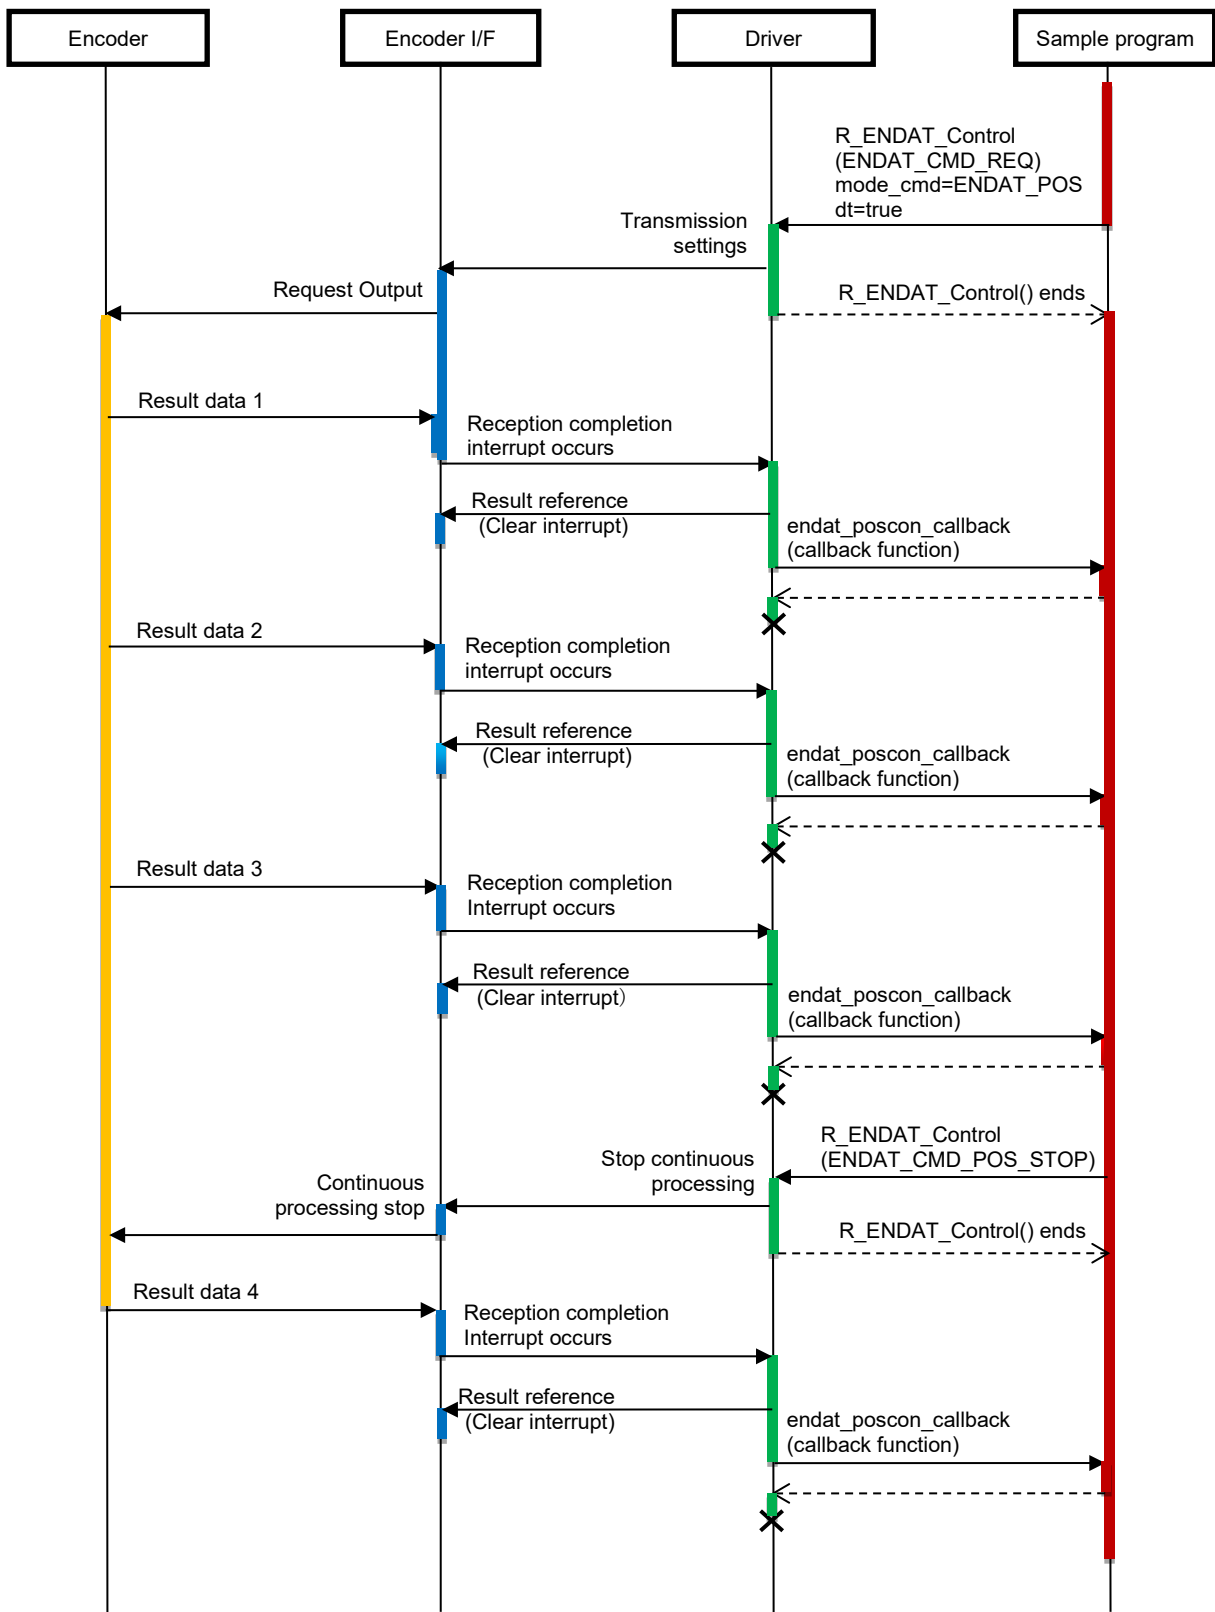 Encoder
Encoder I/F
Driver
Sample program
R_ENDAT_Control
(ENDAT_CMD_REQ)
mode_cmd=ENDAT_POS
dt=true
Transmission
settings
Request Output
R_ENDAT_Control() ends
Result data 1
Reception completion
interrupt occurs
Result reference
(Clear interrupt)
endat_poscon_callback
(callback function)
Result data 2
Reception completion
interrupt occurs
Result reference
(Clear interrupt)
endat_poscon_callback
(callback function)
Result data 3
Reception completion
Interrupt occurs
Result reference
(Clear interrupt）
endat_poscon_callback
(callback function)
R_ENDAT_Control
(ENDAT_CMD_POS_STOP)
Stop continuous
processing
Continuous
processing stop
R_ENDAT_Control() ends
Result data 4
Reception completion
Interrupt occurs
Result reference
(Clear interrupt)
endat_poscon_callback
(callback function)